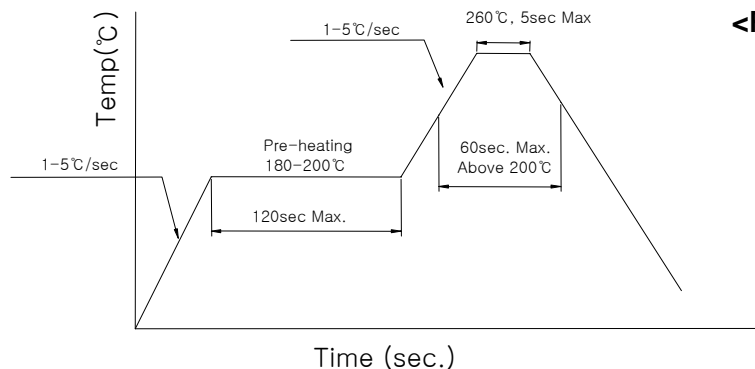 260℃, 5sec Max
1-5℃/sec
Temp(℃)
Pre-heating
180-200℃
1-5℃/sec
60sec. Max.
Above 200℃
120sec Max.
Time (sec.)